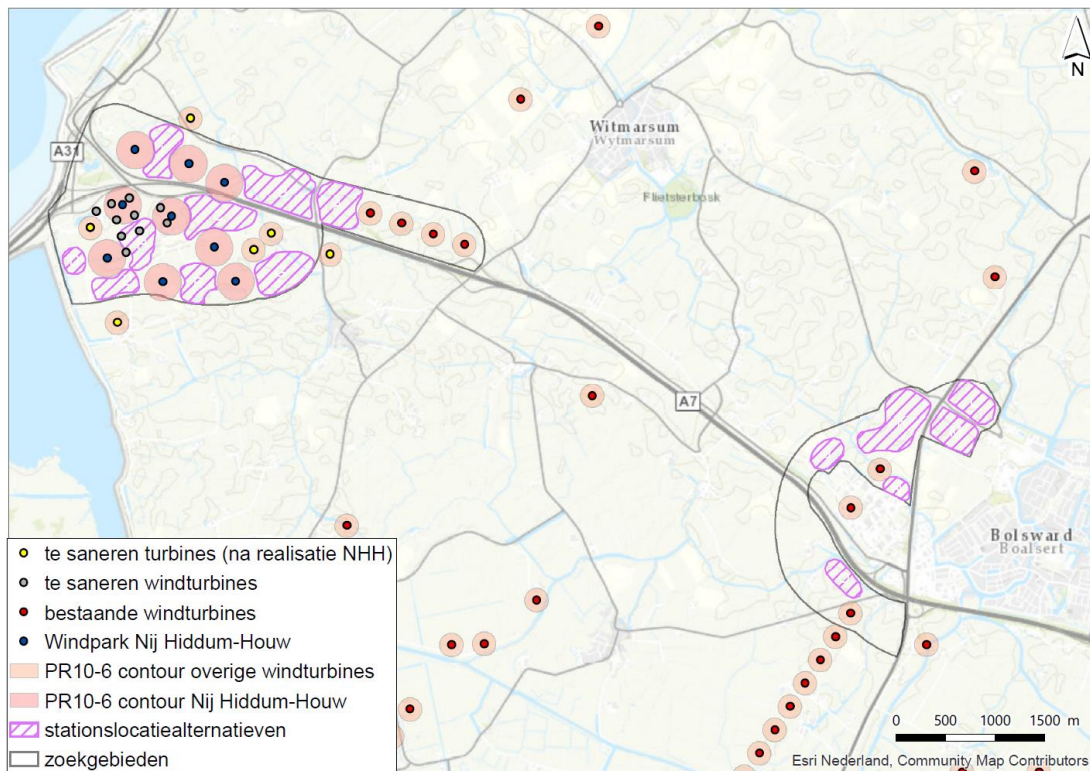 N
Witmarsum
Wytmarsum
A31
Flietsterbosk
A7
Bolsward
Boalsert
te saneren turbines (na realisatie NHH)
te saneren windturbines
bestaande windturbines
Windpark Nij Hiddum-Houw
PR10-6 contour overige windturbines
PR10-6 contour Nij Hiddum-Houw
stationslocatiealternatieven
zoekgebieden
0 500 1000 1500 m
Esri Nederland, Community Map Contributors